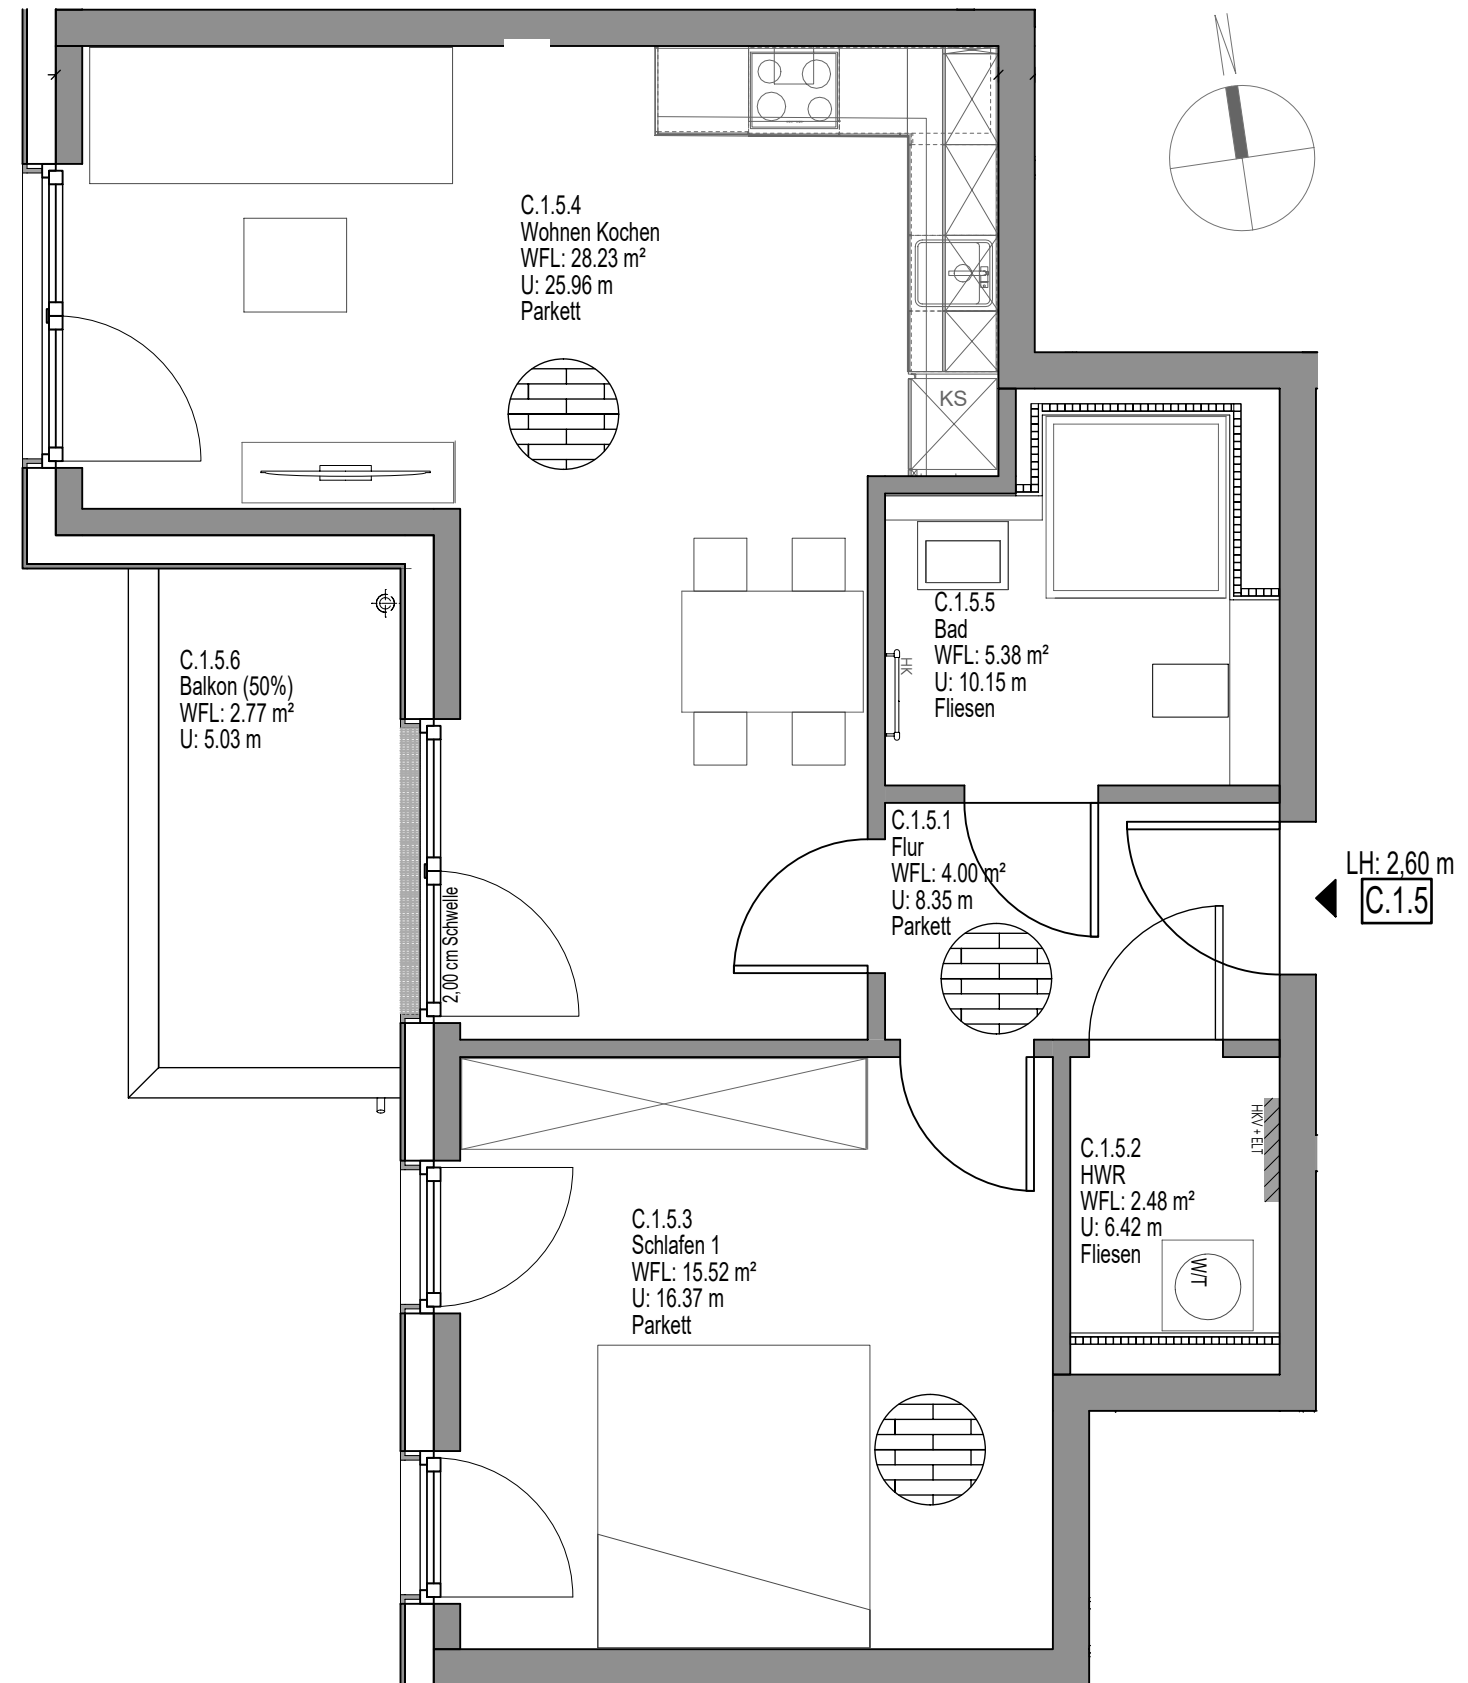 C.1.5.4
Wohnen Kochen
WFL: 28.23 m²
U: 25.96 m
Parkett
KS
C.1.5.5
Bad
WFL: 5.38 m²
U: 10.15 m
Fliesen
HK
C.1.5.6
Balkon (50%)
WFL: 2.77 m²
U: 5.03 m
C.1.5.1
Flur
WFL: 4.00 m²
U: 8.35 m
Parkett
LH: 2,60 m
C.1.5
2,00 cm Schwelle
C.1.5.2
HWR
WFL: 2.48 m²
U: 6.42 m
Fliesen
HKV + ELT
W/T
C.1.5.3
Schlafen 1
WFL: 15.52 m²
U: 16.37 m
Parkett
N